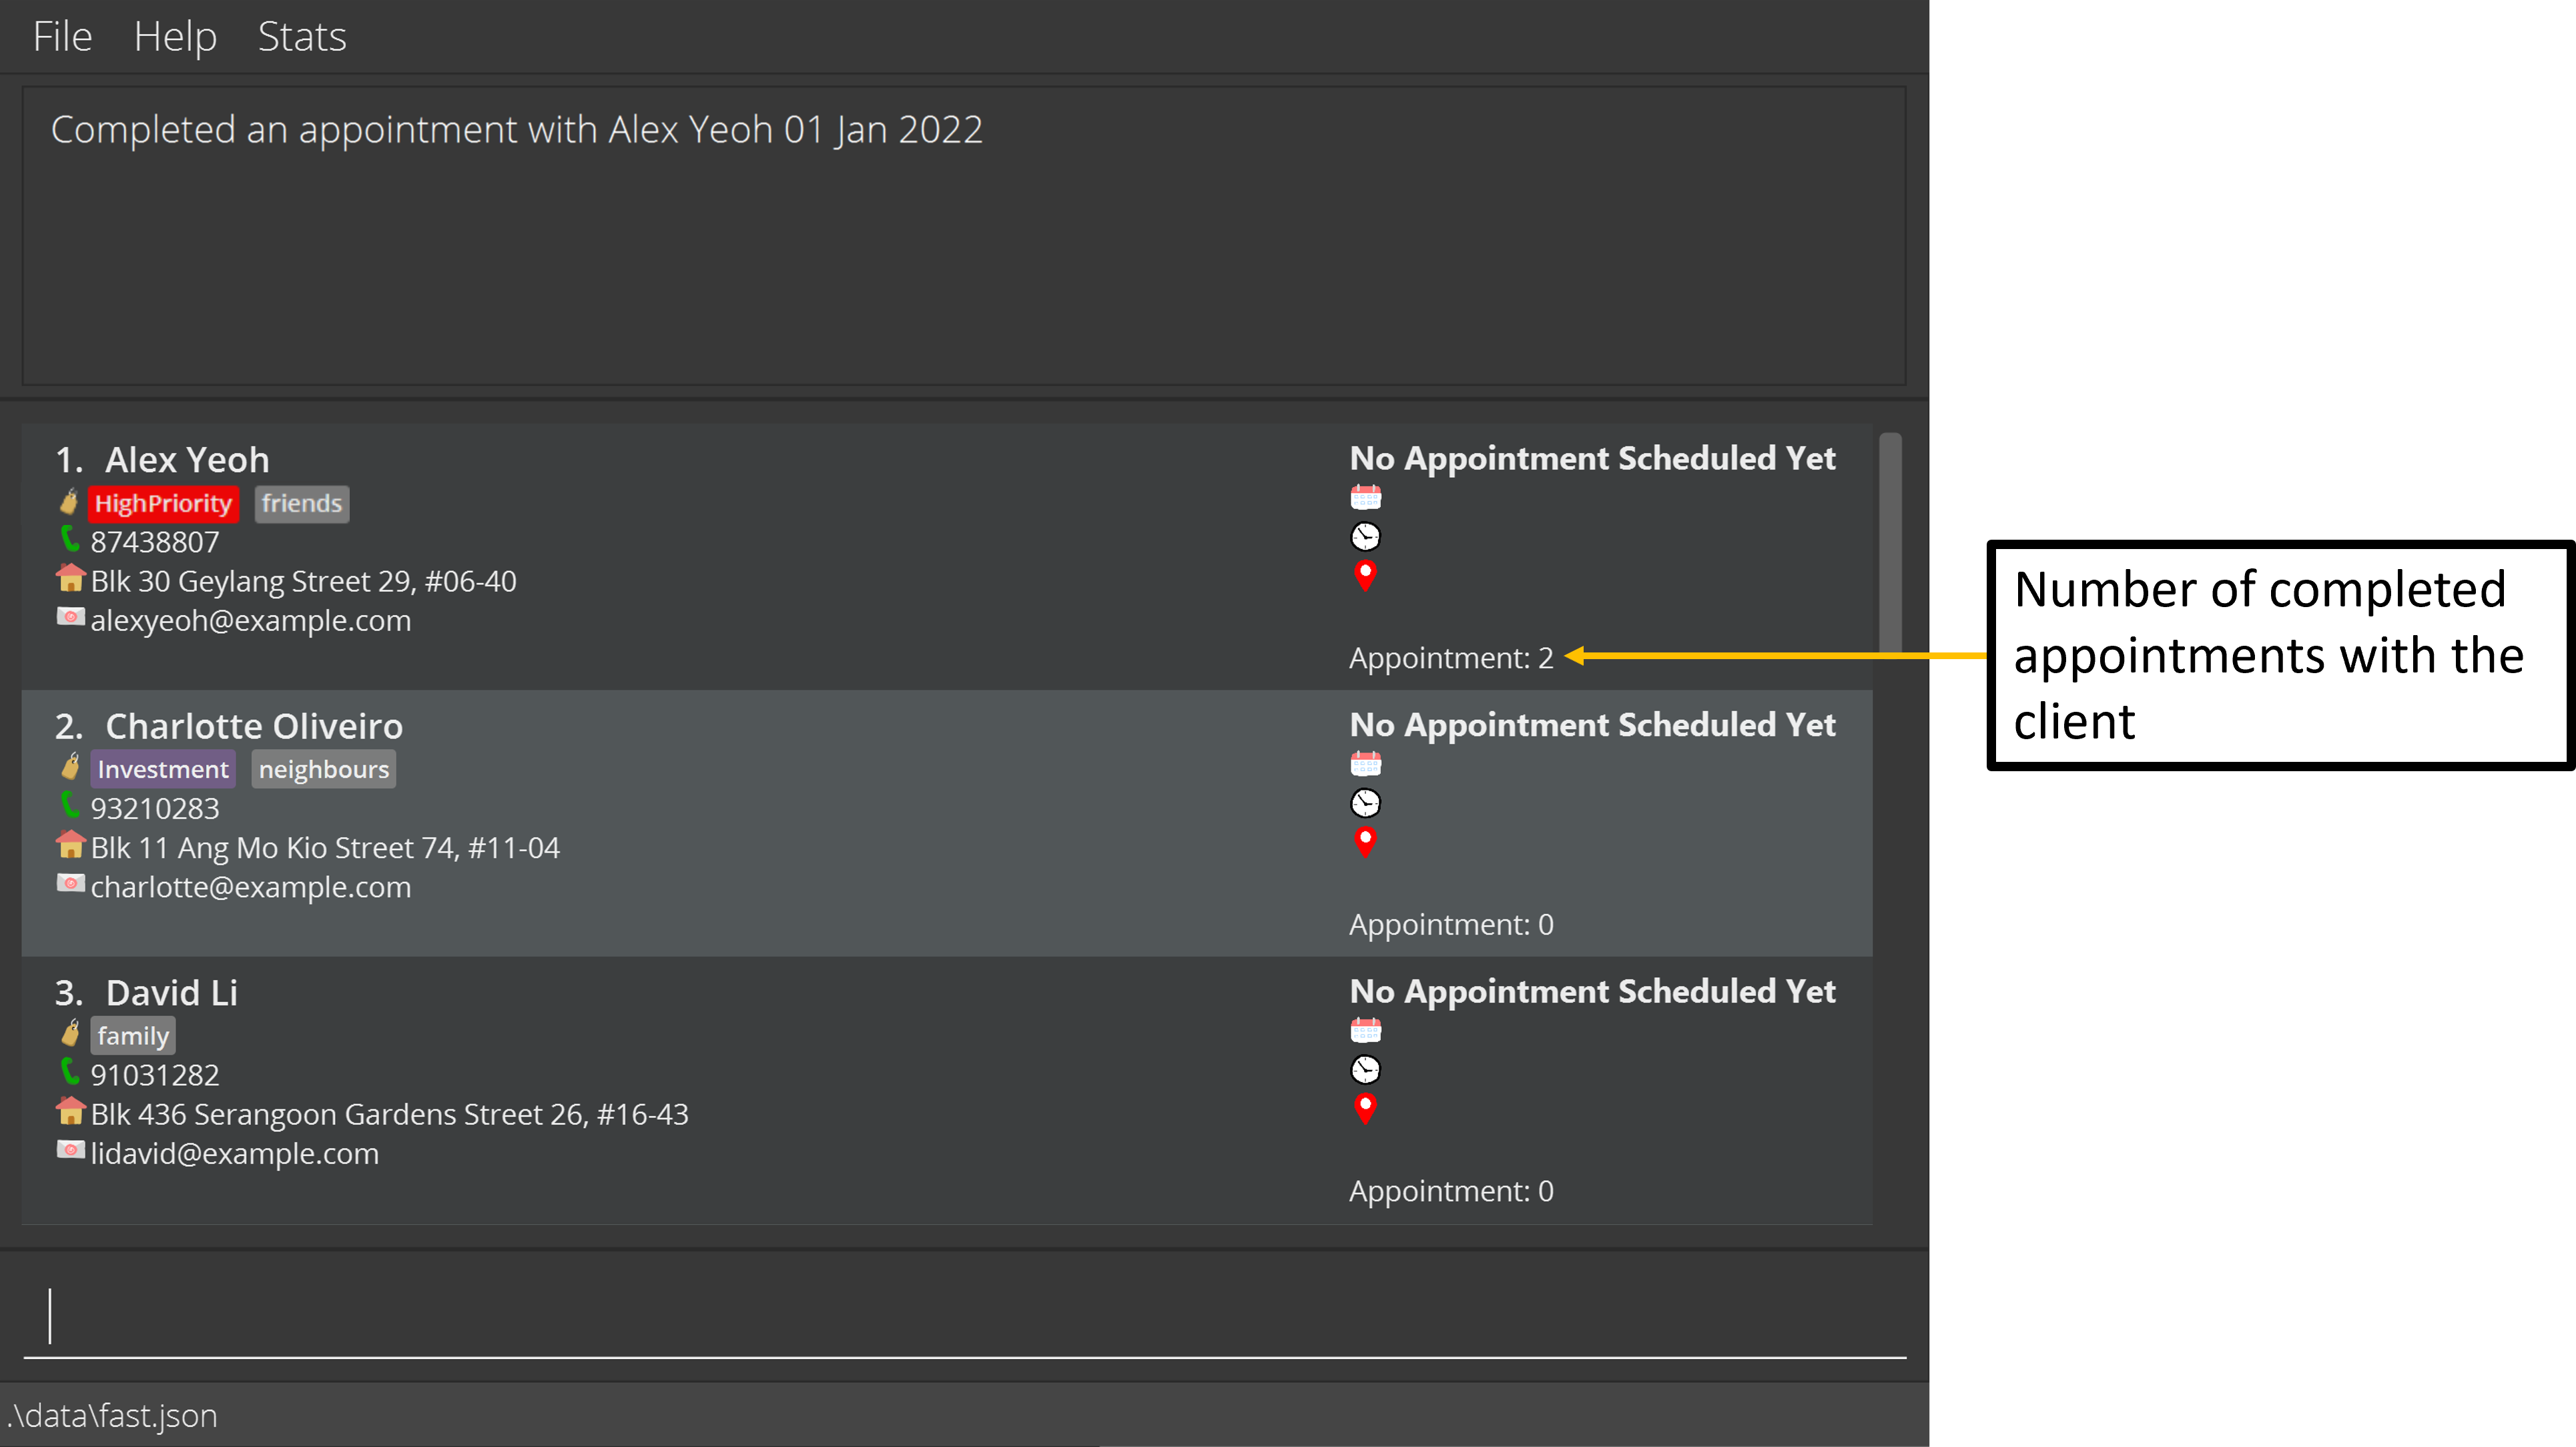 File Help Stats
Completed an appointment with Alex Yeoh 01 Jan 2022
1. Alex Yeoh
HighPriority friends
87438807
Blk 30 Geylang Street 29, #06-40
alexyeoh@example.com
No Appointment Scheduled Yet
Appointment: 2
Number of completed
appointments with the
client
2. Charlotte Oliveiro
Investment neighbours
93210283
Blk 11 Ang Mo Kio Street 74, #11-04
charlotte@example.com
No Appointment Scheduled Yet
Appointment: 0
3. David Li
family
91031282
Blk 436 Serangoon Gardens Street 26, #16-43
lidavid@example.com
No Appointment Scheduled Yet
Appointment: 0
.\data\fast.json